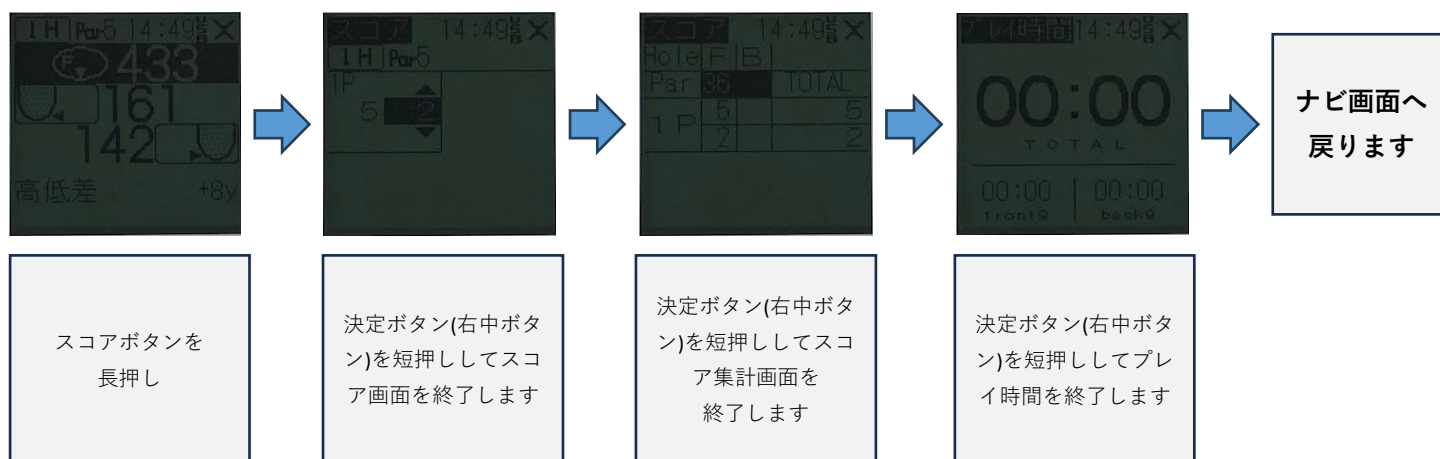 1H Par5 14:49 USB
F 433
161
142
高低差 +8y
スコア 14:49 USB
1H Par5
1P
5 2
スコア 14:49 USB
Hole F B
Par 36 TOTAL
1P 5 5
2 2
プレイ時間 14:49 USB
00:00
TOTAL
00:00 00:00
front9 back9
ナビ画面へ
戻ります
スコアボタンを
長押し
決定ボタン(右中ボタ
ン)を短押ししてスコ
ア画面を終了します
決定ボタン(右中ボタ
ン)を短押ししてスコ
ア集計画面を
終了します
決定ボタン(右中ボタ
ン)を短押ししてプレ
イ時間を終了します